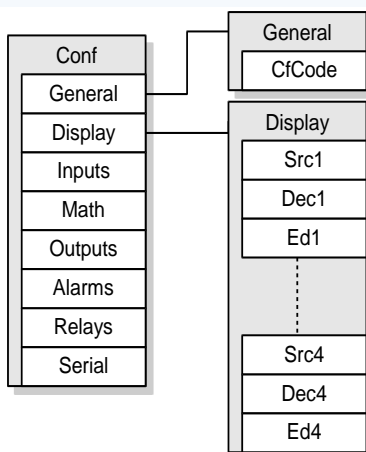 Conf
General
Display
Inputs
Math
Outputs
Alarms
Relays
Serial
General
CfCode
Display
Src1
Dec1
Ed1
Src4
Dec4
Ed4